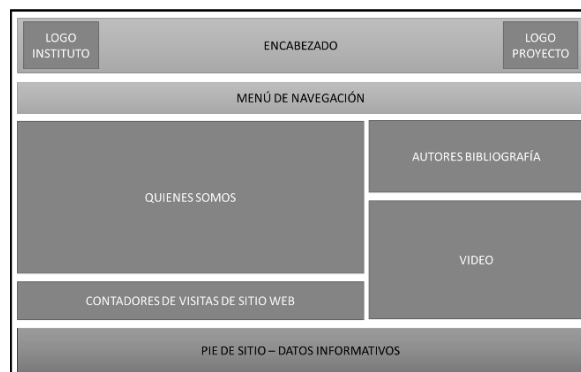 LOGO
INSTITUTO
ENCABEZADO
LOGO
PROYECTO
MENÚ DE NAVEGACIÓN
QUIENES SOMOS
AUTORES BIBLIOGRAFÍA
VIDEO
CONTADORES DE VISITAS DE SITIO WEB
PIE DE SITIO – DATOS INFORMATIVOS